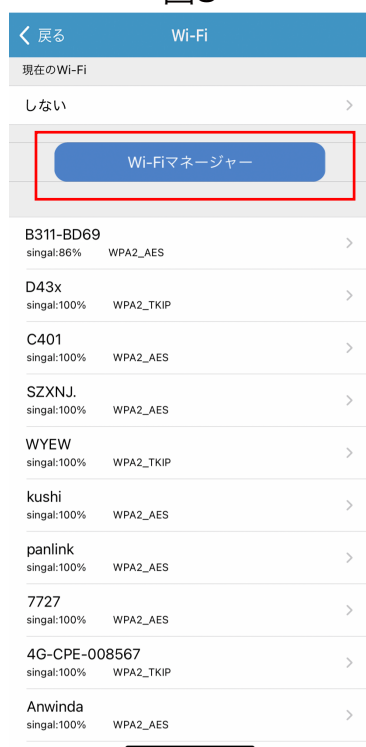 戻る Wi-Fi
現在のWi-Fi
しない
Wi-Fiマネージャー
B311-BD69
singal:86% WPA2_AES
D43x
singal:100% WPA2_TKIP
C401
singal:100% WPA2_AES
SZXNJ.
singal:100% WPA2_AES
WYEW
singal:100% WPA2_TKIP
kushi
singal:100% WPA2_AES
panlink
singal:100% WPA2_AES
7727
singal:100% WPA2_AES
4G-CPE-008567
singal:100% WPA2_TKIP
Anwinda
singal:100% WPA2_AES